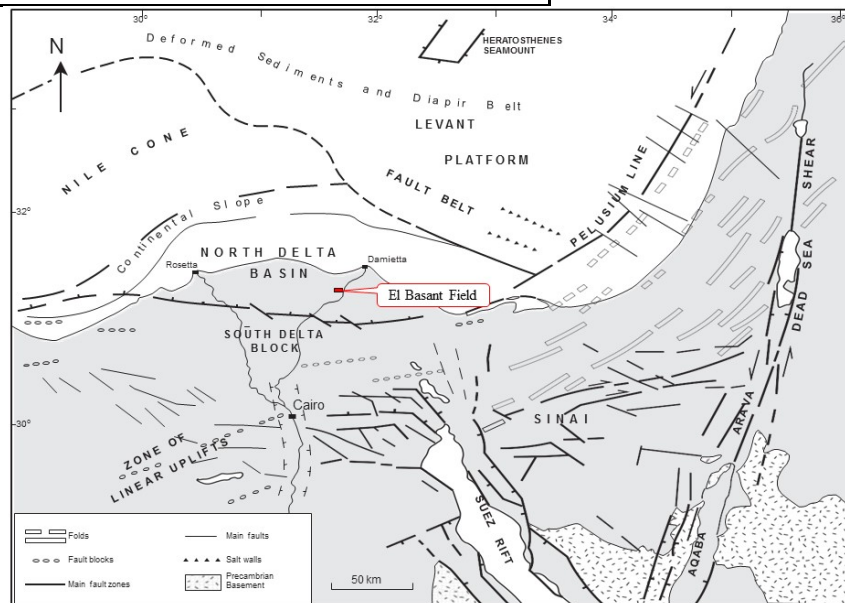 30° 32° 34° 35° 36°
N
Deformed Sediments and Diapir Belt
HERATOSTHENES
SEAMOUNT
LEVANT
PLATFORM
NILE CONE
FAULT BELT
PELUSIUM LINE
SHEAR
32°
Continental Slope
NORTH DELTA
BASIN
Rosetta
Damietta
El Basant Field
DEAD SEA
SOUTH DELTA
BLOCK
Cairo
30°
SINAI
ARAVA
ZONE OF
LINEAR UPLIFTS
SUEZ RIFT
AQABA
Folds
Main faults
Fault blocks
Salt walls
Main fault zones
Precambrian
Basement
50 km